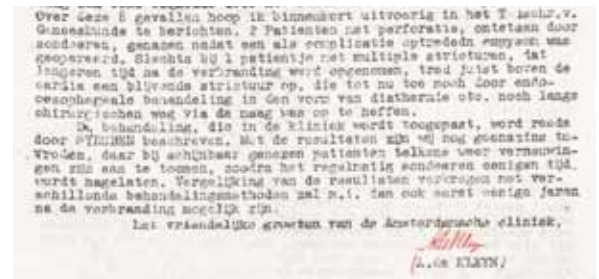 Over deze 8 gevallen hoop ik binnenkort uitvoerig in het T
Geneeskunde te berichten. 2 Patienten met perforatie, ontstaan door
sondeeren, genazen nadat een als complicatie optredend empyem was
geopereerd. Slechts bij 1 patientje met multiple stricturen, dat
langeren tijd na de verbranding werd opgenomen, trad juist boven de
cardia een blijvende strictuur op, die tot nu toe noch door endo-
oesophageale behandeling in den vorm van diathermie etc. noch langs
chirurgischen weg via de maag was op te heffen.
De behandeling, die in de kliniek wordt toegepast, werd reeds
door beschreven. Met de resultaten zijn wij nog geenszins te-
vreden, daar bij schijnbaar genezen patienten telkens weer vernauwin-
gen zijn aan te toonen, zoodra het regelmatig sondeeren eenigen tijd
wordt nagelaten. Vergelijking van de resultaten verkregen met ver-
schillende behandelingsmethoden zal m.i. dan ook eerst eenige jaren
na de verbranding mogelijk zijn.
Met vriendelijke groeten van de Amsterdamsche cliniek,
(A. de KLEYN)